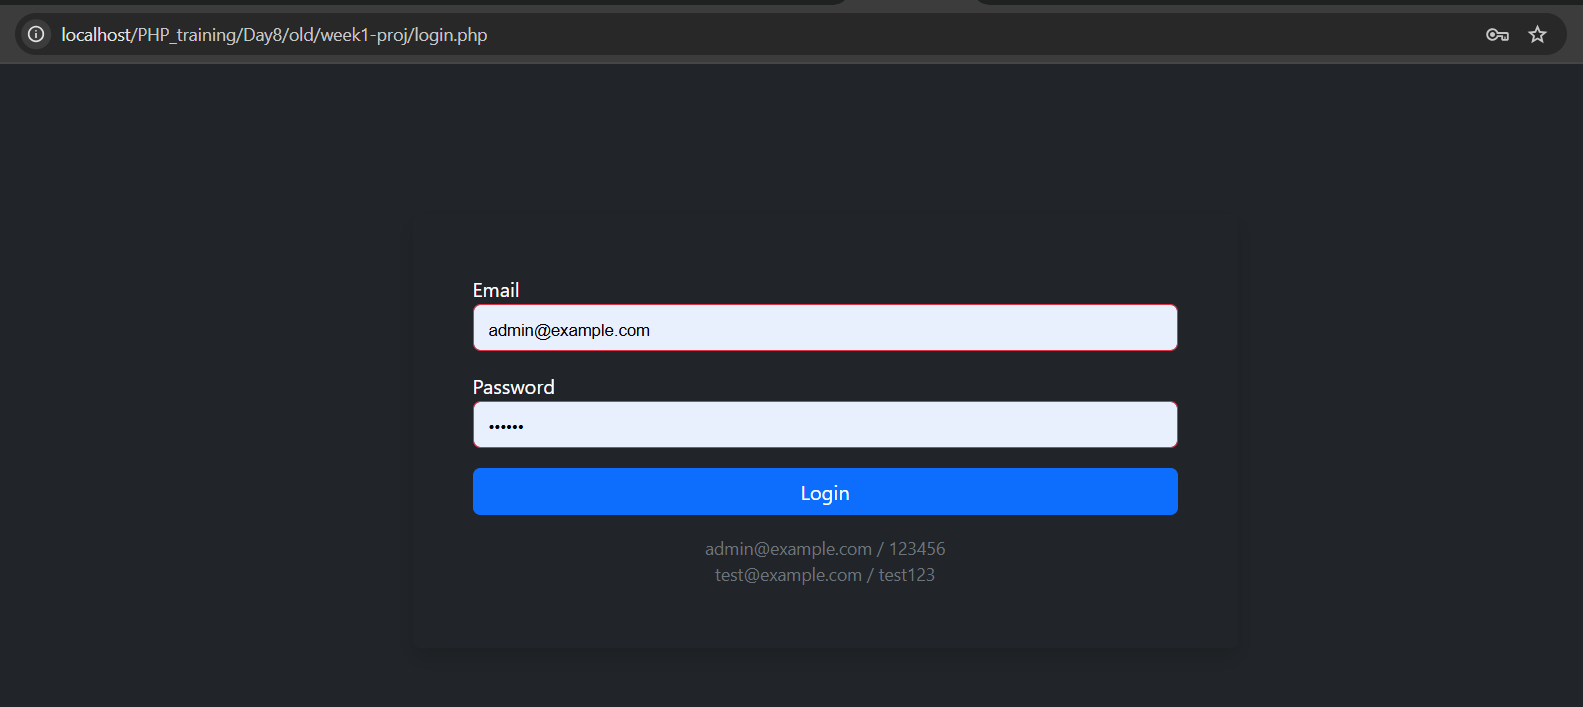 localhost/PHP_training/Day8/old/week1-proj/login.php
Email
admin@example.com
Password
••••••
Login
admin@example.com / 123456
test@example.com / test123